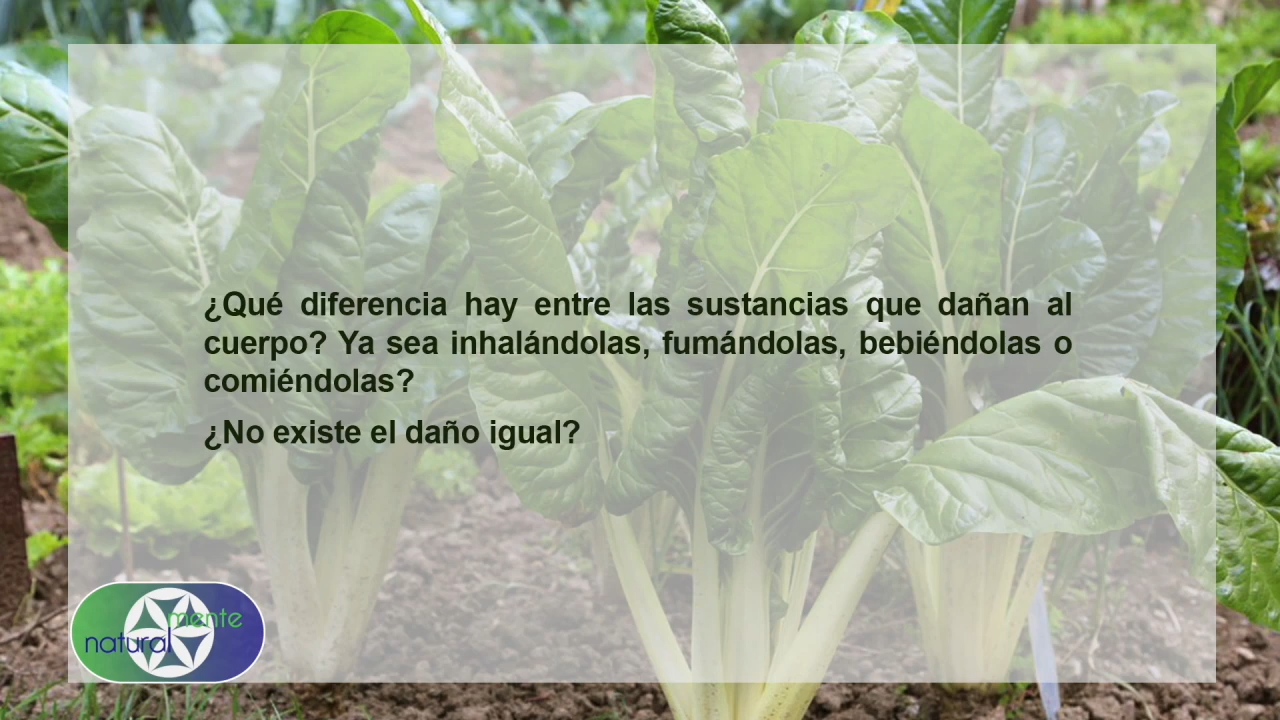 ¿Qué diferencia hay entre las sustancias que dañan al
cuerpo? Ya sea inhalándolas, fumándolas, bebiéndolas o
comiéndolas?
¿No existe el daño igual?
mente
natural